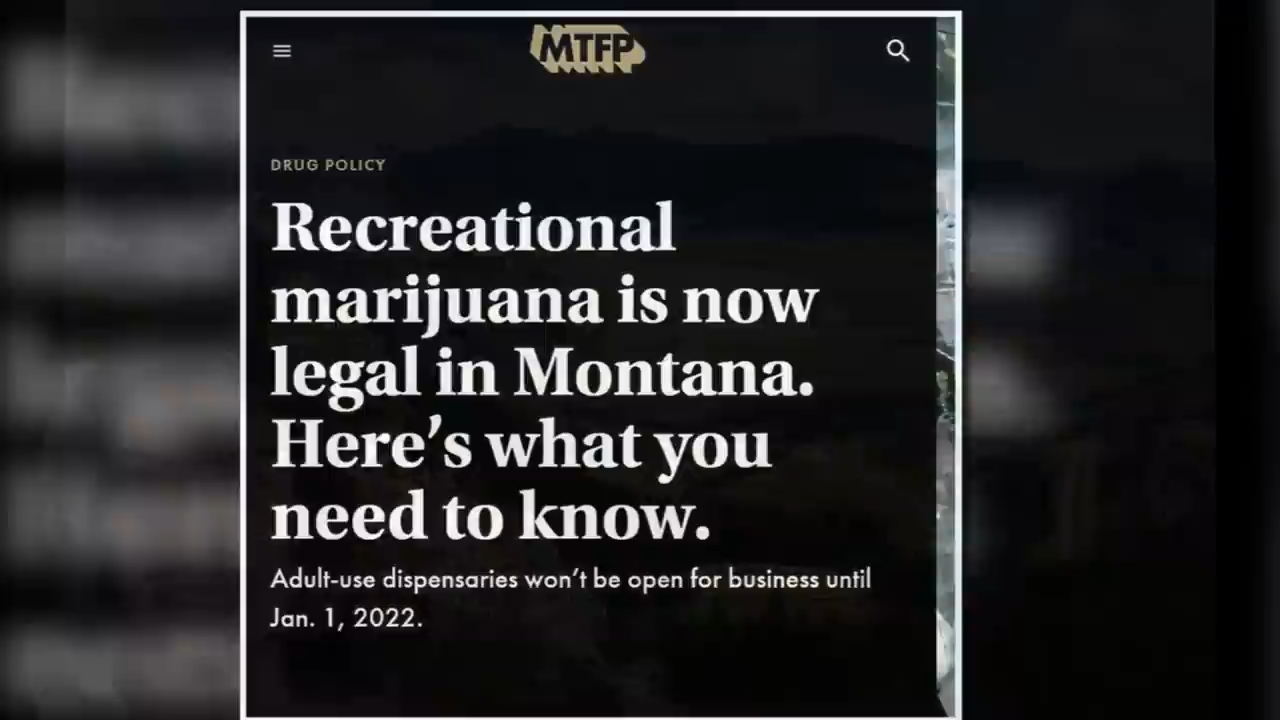 MTFP
DRUG POLICY
Recreational
marijuana is now
legal in Montana.
Here’s what you
need to know.
Adult-use dispensaries won’t be open for business until
Jan. 1, 2022.